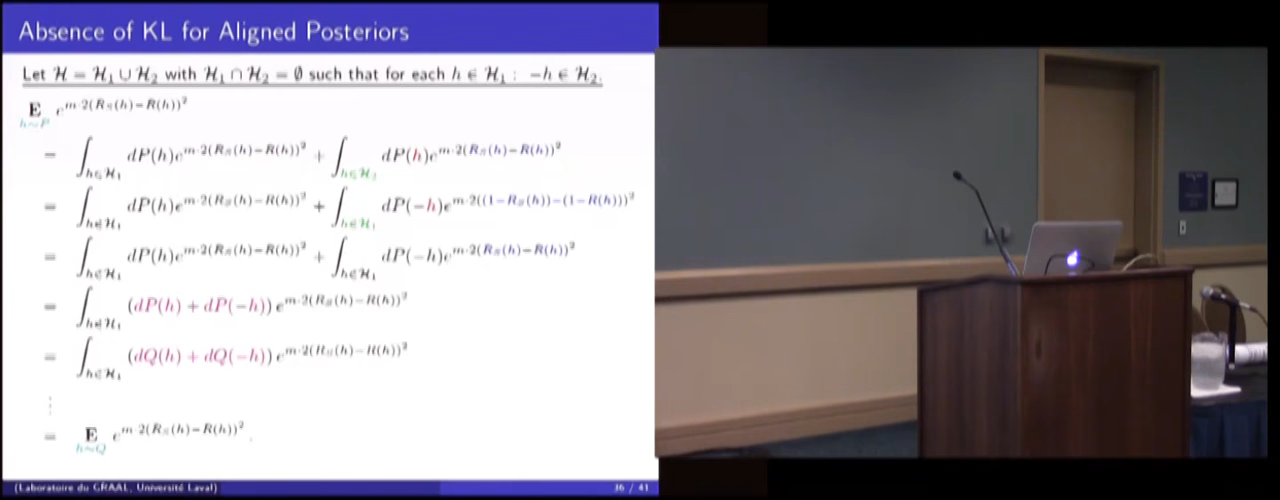 Absence of KL for Aligned Posteriors
Let ℋ = ℋ₁ ∪ ℋ₂ with ℋ₁ ∩ ℋ₂ = ∅ such that for each h ∈ ℋ₁ : −h ∈ ℋ₂.
E_{h∼P} e^{m·2(R_S(h)−R(h))²}
= ∫_{h∈ℋ₁} dP(h)e^{m·2(R_S(h)−R(h))²} + ∫_{h∈ℋ₂} dP(h)e^{m·2(R_S(h)−R(h))²}
= ∫_{h∈ℋ₁} dP(h)e^{m·2(R_S(h)−R(h))²} + ∫_{h∈ℋ₁} dP(−h)e^{m·2((1−R_S(h))−(1−R(h)))²}
= ∫_{h∈ℋ₁} dP(h)e^{m·2(R_S(h)−R(h))²} + ∫_{h∈ℋ₁} dP(−h)e^{m·2(R_S(h)−R(h))²}
= ∫_{h∈ℋ₁} (dP(h) + dP(−h)) e^{m·2(R_S(h)−R(h))²}
= ∫_{h∈ℋ₁} (dQ(h) + dQ(−h)) e^{m·2(R_S(h)−R(h))²}
⋮
= E_{h∼Q} e^{m·2(R_S(h)−R(h))²} .
(Laboratoire du GRAAL, Université Laval) 36 / 41